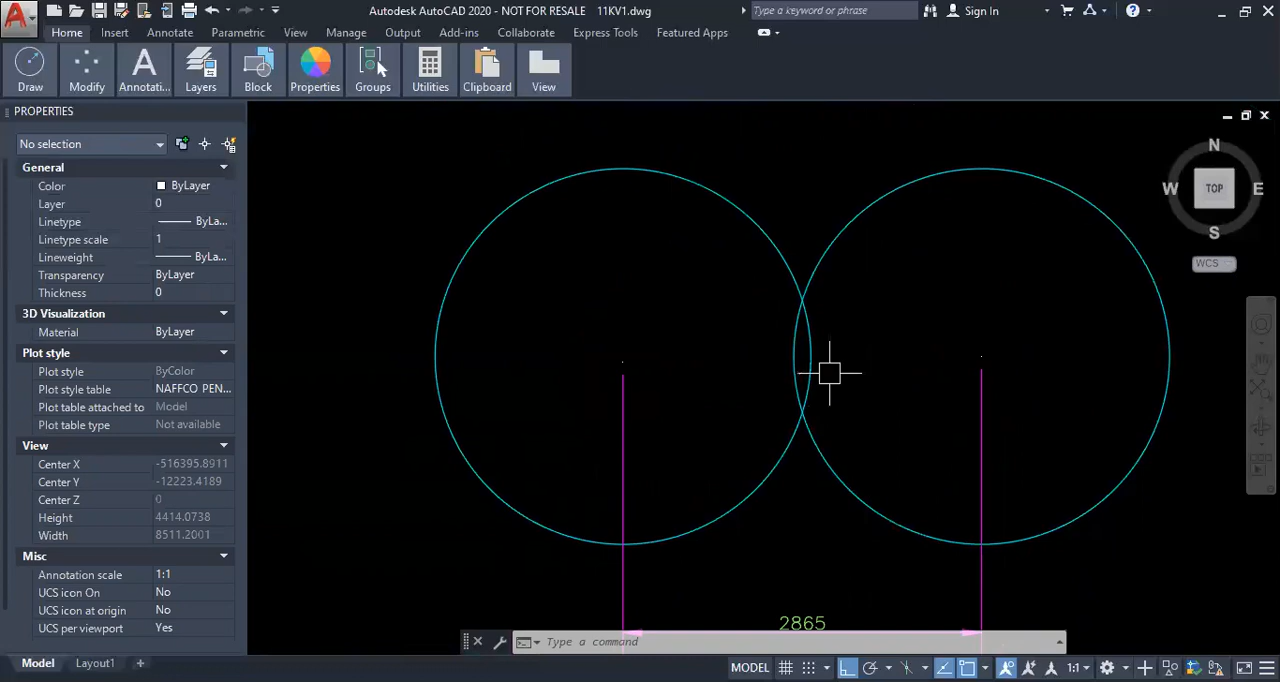 Autodesk AutoCAD 2020 - NOT FOR RESALE 11KV1.dwg
Type a keyword or phrase
Sign In
Home Insert Annotate Parametric View Manage Output Add-ins Collaborate Express Tools Featured Apps
Draw Modify Annotati... Layers Block Properties Groups Utilities Clipboard View
PROPERTIES
No selection
General
Color ByLayer
Layer 0
Linetype ByLa...
Linetype scale 1
Lineweight ByLa...
Transparency ByLayer
Thickness 0
3D Visualization
Material ByLayer
Plot style
Plot style ByColor
Plot style table NAFFCO PEN...
Plot table attached to Model
Plot table type Not available
View
Center X -516395.8911
Center Y -12223.4189
Center Z 0
Height 4414.0738
Width 8511.2001
Misc
Annotation scale 1:1
UCS icon On No
UCS icon at origin No
UCS per viewport Yes
N
W TOP E
S
WCS
2865
Type a command
Model Layout1 +
MODEL 1:1